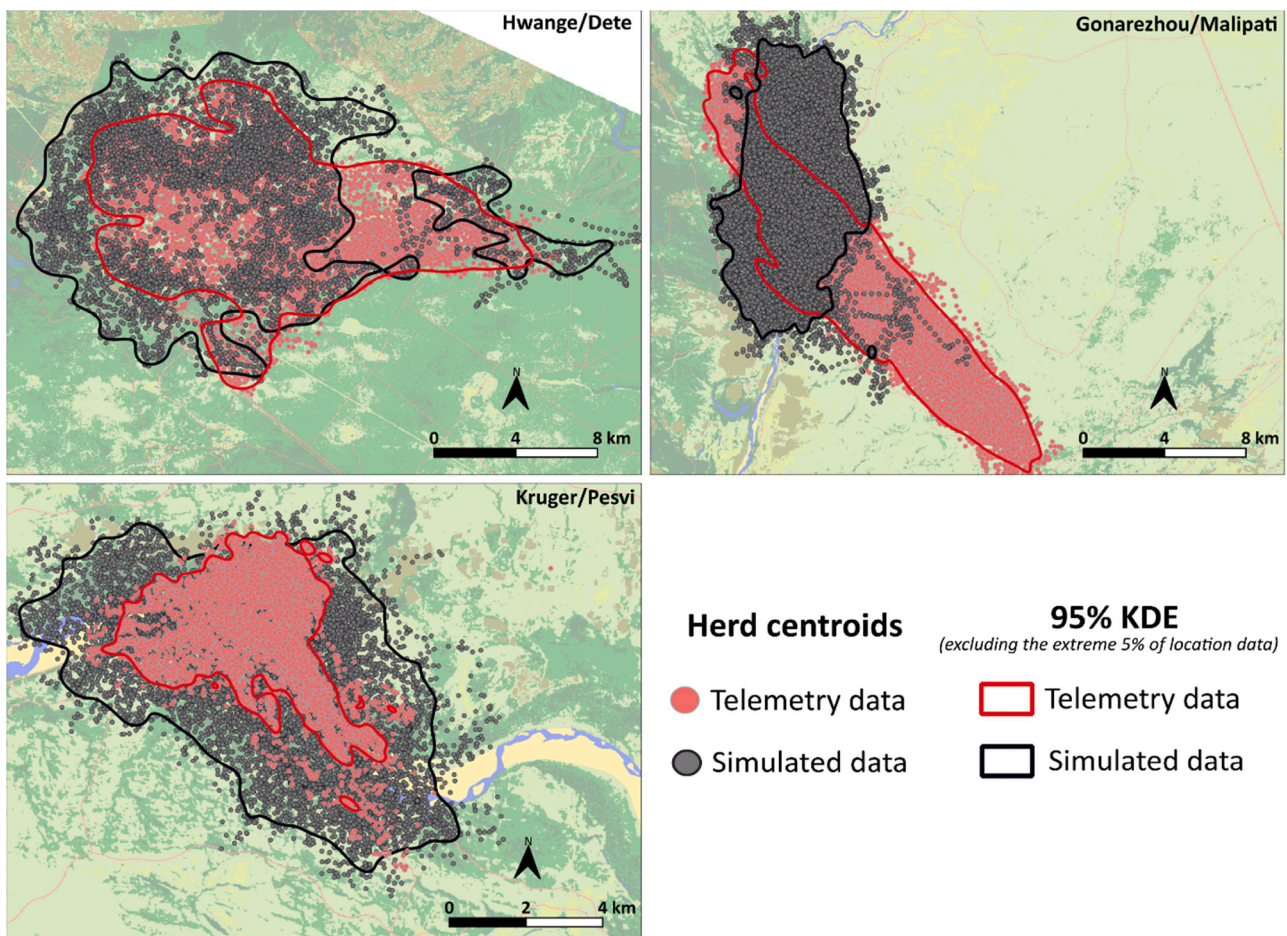 Hwange/Dete
N
0 4 8 km
Gonarezhou/Malipati
N
0 4 8 km
Kruger/Pesvi
N
0 2 4 km
Herd centroids
Telemetry data
Simulated data
95% KDE
(excluding the extreme 5% of location data)
Telemetry data
Simulated data